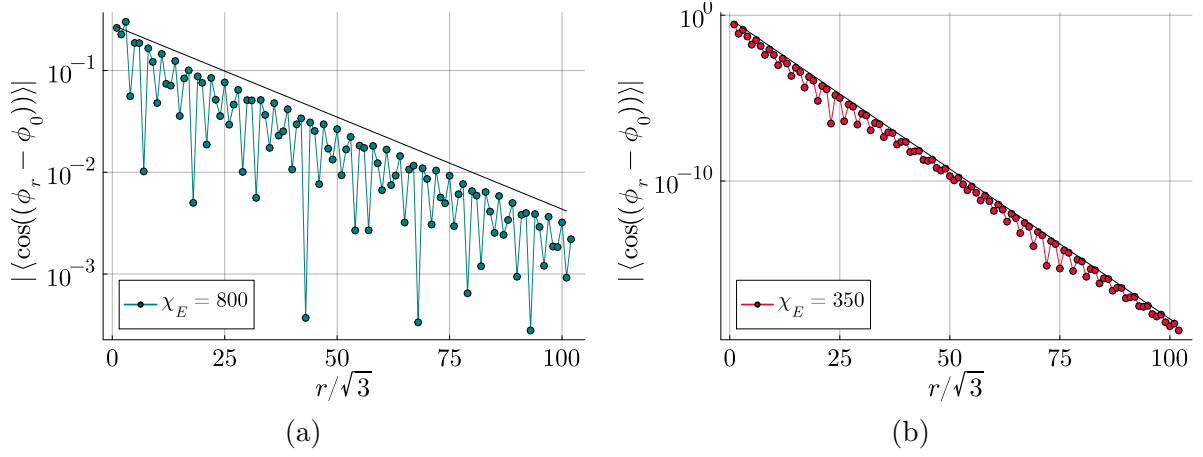 |⟨cos((ϕ_r − ϕ_0))⟩|
10^{−1}
10^{−2}
10^{−3}
χ_E = 800
0 25 50 75 100
r/√3
(a)
|⟨cos((ϕ_r − ϕ_0))⟩|
10^0
10^{−10}
χ_E = 350
0 25 50 75 100
r/√3
(b)